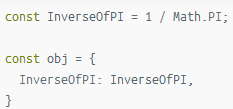 const InverseOfPI = 1 / Math.PI;
const obj = {
  InverseOfPI: InverseOfPI,
}